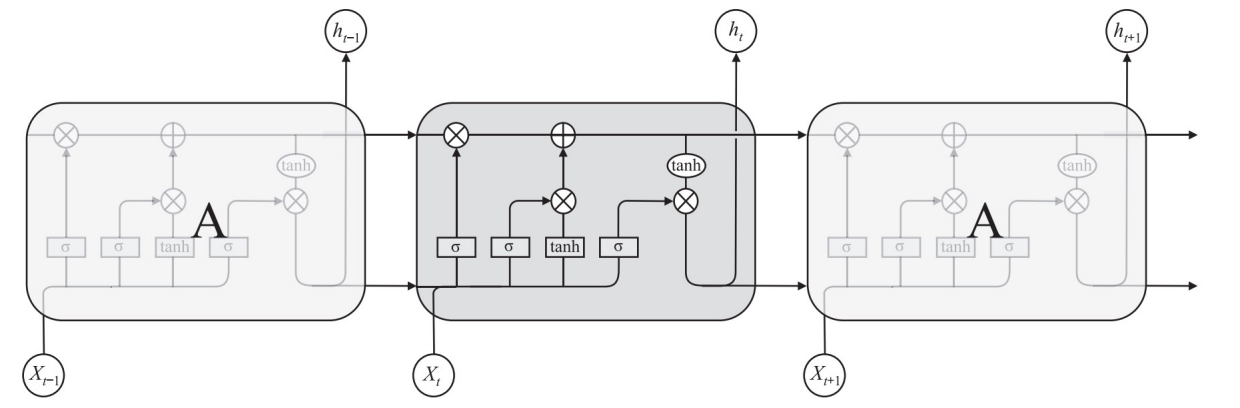 h_{t-1} h_t h_{t+1}
tanh tanh tanh
A A
σ σ tanh σ σ σ tanh σ σ σ tanh σ
X_{t-1} X_t X_{t+1}